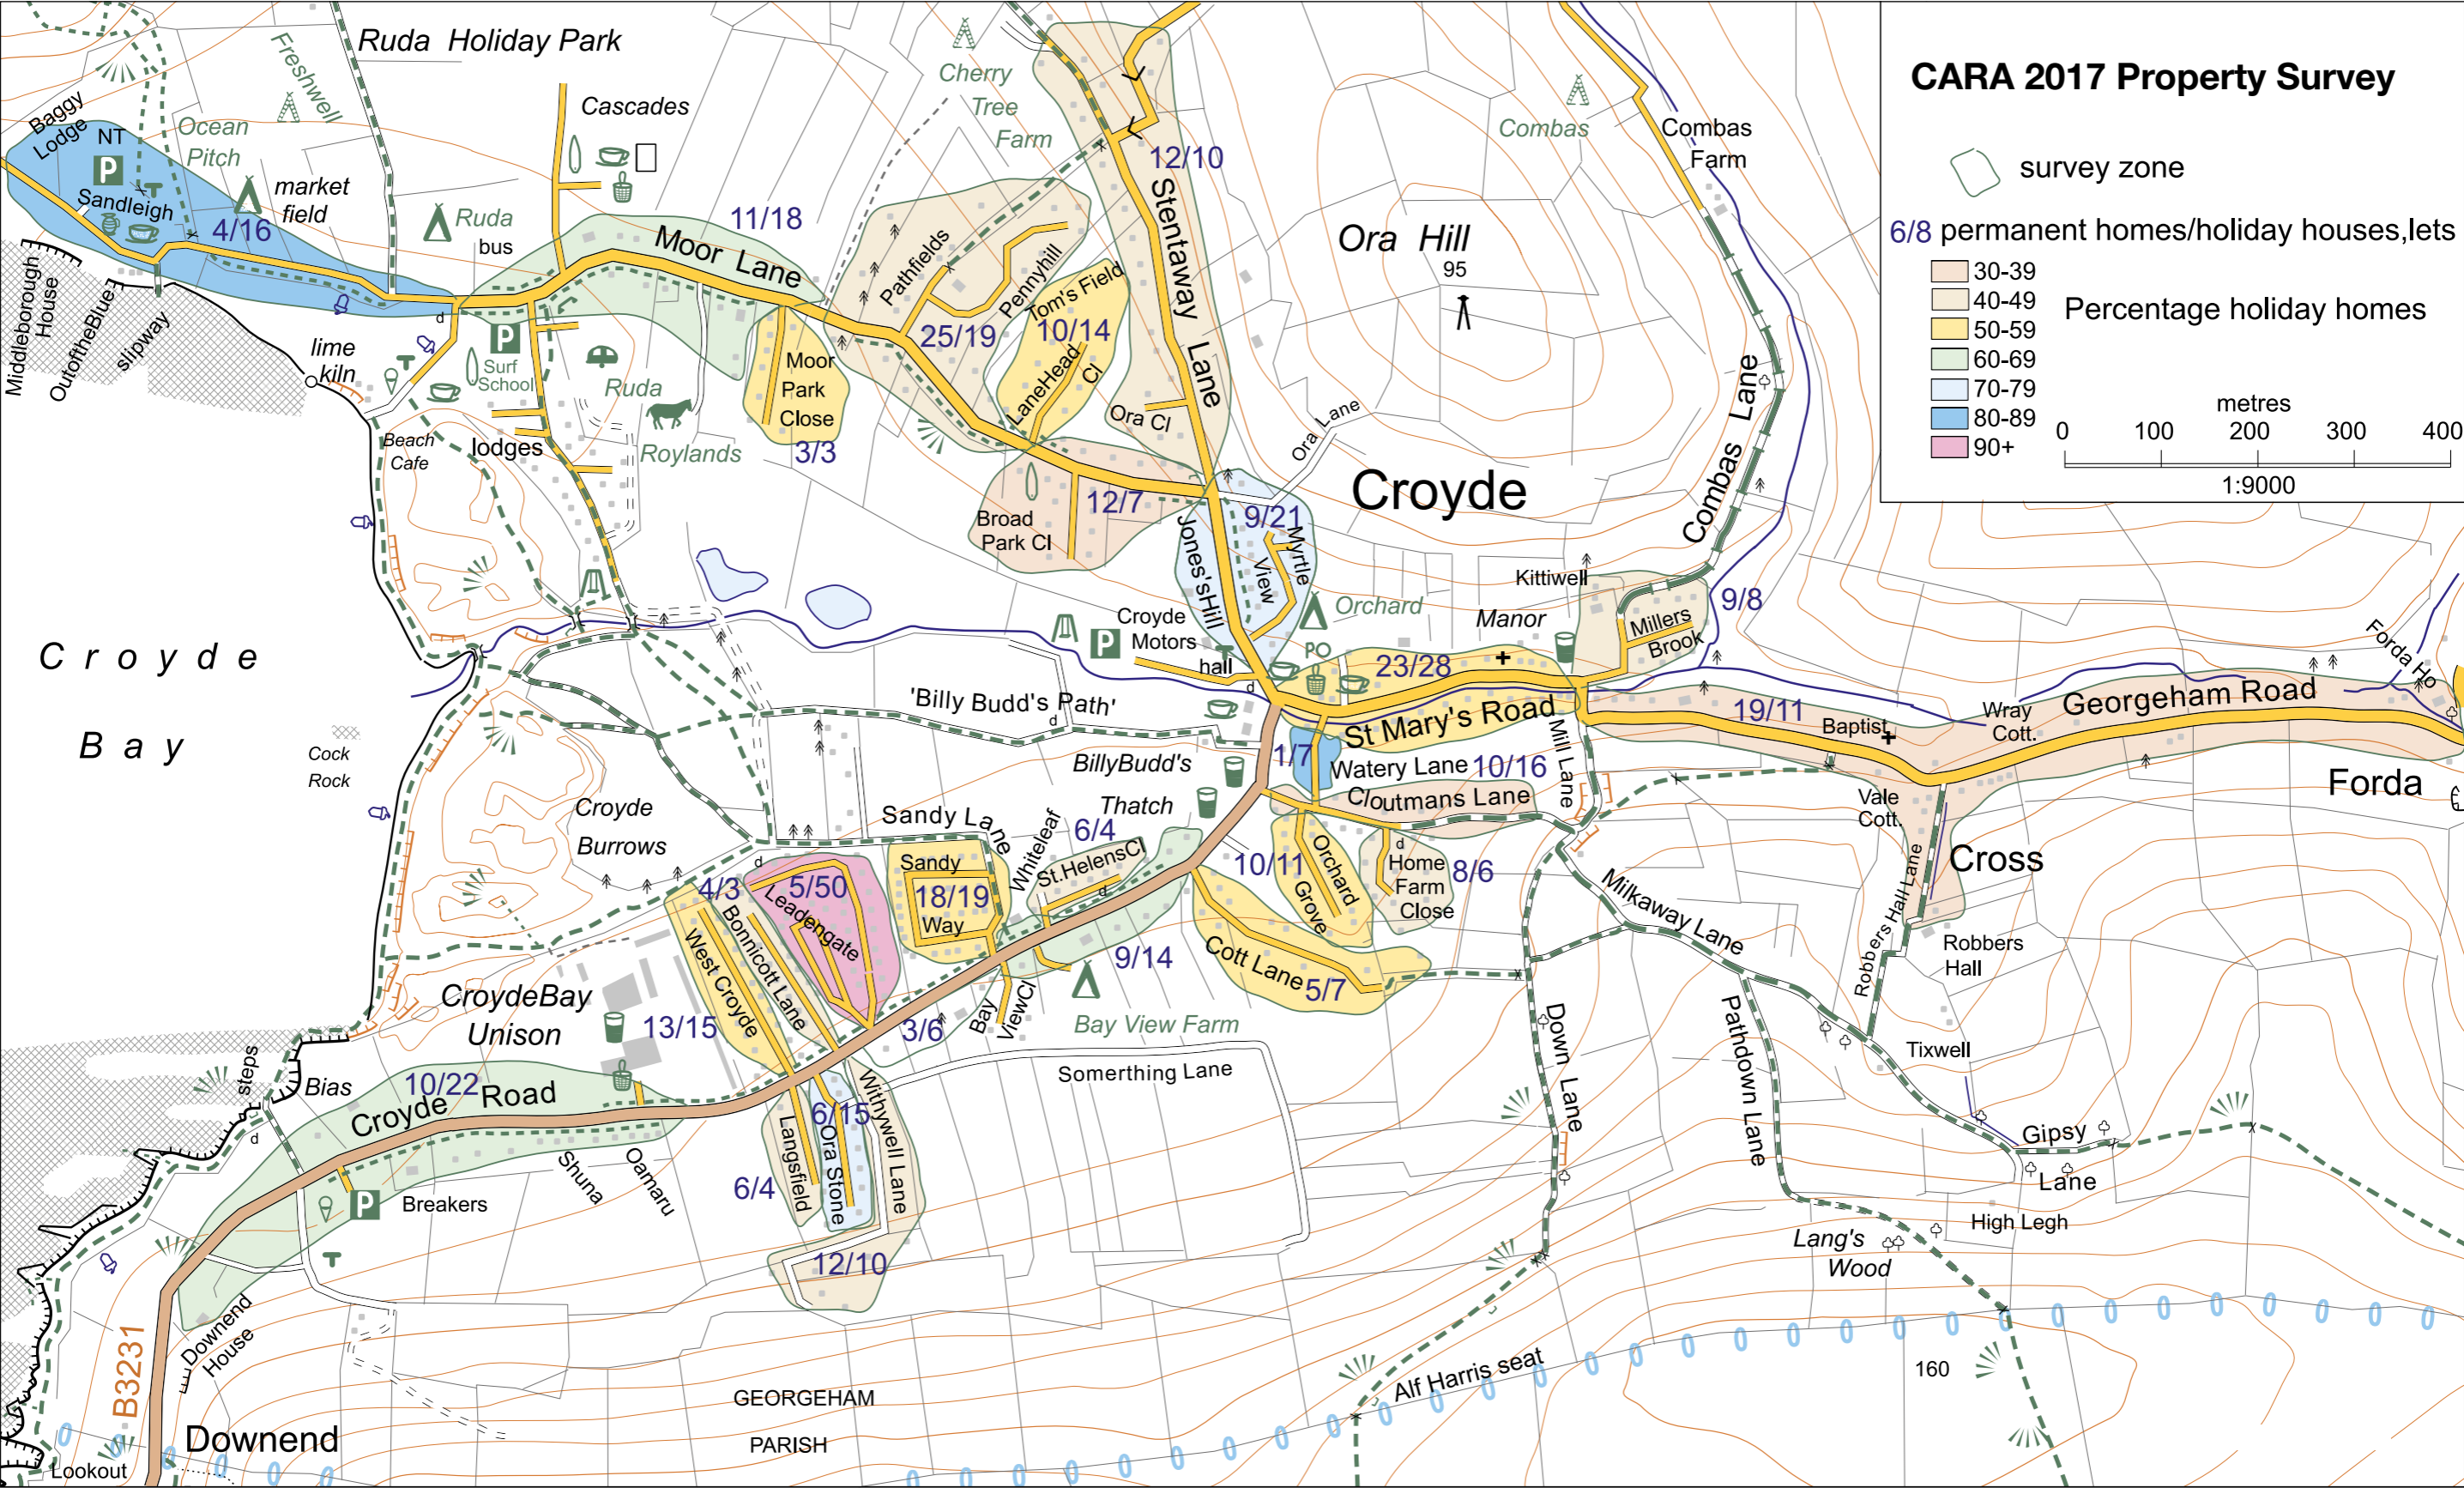 CARA 2017 Property Survey
survey zone
6/8 permanent homes/holiday houses,lets
30-39
40-49
50-59
60-69
70-79
80-89
90+
Percentage holiday homes
metres
0 100 200 300 400
1:9000
Ruda Holiday Park
Freshwell
Cascades
Cherry
Tree
Farm
Combas
Combas
Farm
Baggy
Lodge
NT
P
Sandleigh
Ocean
Pitch
market
field
4/16
Ruda
bus
11/18
Moor Lane
12/10
Stentaway Lane
Ora Hill
95
Middleborough
House
OutoftheBlue
slipway
lime
kiln
d
P
Surf
School
Ruda
Roylands
Moor
Park
Close
3/3
Pathfields
Pennyhill
25/19
Tom's Field
10/14
LaneHead
Cl
Ora Cl
Ora Lane
Combas Lane
Beach
Cafe
lodges
Broad
Park Cl
12/7
Jones'sHill
9/21
Myrtle
View
Croyde
Kittiwell
Millers
Brook
9/8
Manor
Orchard
Croyde
Motors
P
hall
d
PO
23/28
St Mary's Road
Croyde
Bay
Cock
Rock
'Billy Budd's Path'
d
BillyBudd's
Thatch
1/7
Watery Lane
10/16
Cloutmans Lane
Mill Lane
19/11
Baptist
Wray
Cott.
Georgeham Road
Forda Ho
Forda
Vale
Cott.
Cross
Robbers Hall Lane
Robbers
Hall
Croyde
Burrows
Sandy Lane
Whiteleaf
6/4
St.HelensCl
d
d
4/3
5/50
Leadengate
Sandy
18/19
Way
10/11
Orchard
Grove
d
Home
Farm
Close
8/6
Milkaway Lane
West Croyde
Bonnicott Lane
Cott Lane
5/7
9/14
CroydeBay
Unison
13/15
3/6
Bay
ViewCl
Bay View Farm
Down Lane
Pathdown Lane
Tixwell
Somerthing Lane
steps
d
Bias
10/22
Croyde Road
6/15
Langsfield
Ora Stone
Withywell Lane
6/4
12/10
Shuna
Oamaru
P
Breakers
Gipsy
Lane
High Legh
Lang's
Wood
Downend
House
B3231
Downend
Lookout
GEORGEHAM
PARISH
Alf Harris seat
160